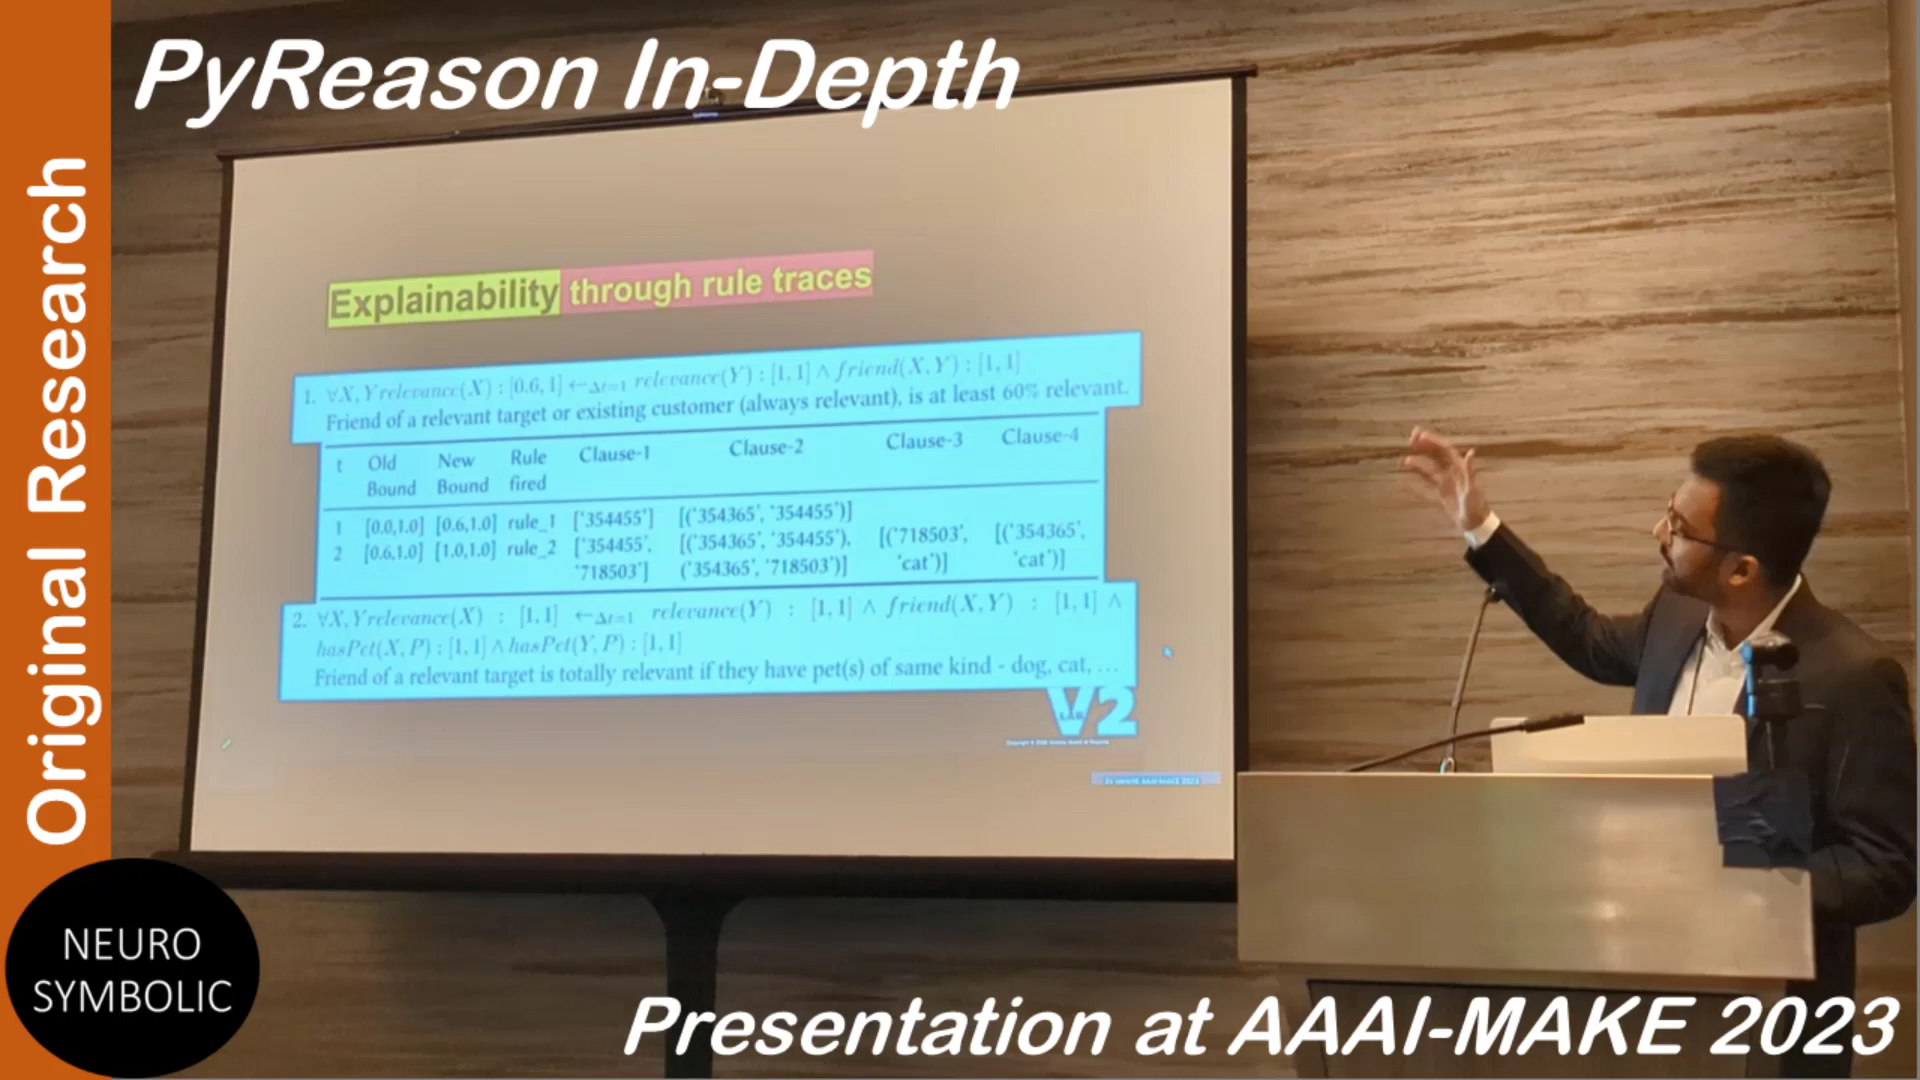 PyReason In-Depth
Original Research
Explainability through rule traces
1. ∀X, Y relevance(X) : [0.6, 1] ←Δt=1 relevance(Y) : [1, 1] ∧ friend(X, Y) : [1, 1]
Friend of a relevant target or existing customer (always relevant), is at least 60% relevant.
t Old New Rule Clause-1 Clause-2 Clause-3 Clause-4
Bound Bound fired
1 [0.0,1.0] [0.6,1.0] rule_1 ['354455'] [('354365', '354455')]
2 [0.6,1.0] [1.0,1.0] rule_2 ['354455', [('354365', '354455'), [('718503', [('354365',
'718503'] ('354365', '718503')] 'cat')] 'cat')]
2. ∀X, Y relevance(X) : [1, 1] ←Δt=1 relevance(Y) : [1, 1] ∧ friend(X, Y) : [1, 1] ∧
hasPet(X, P) : [1, 1] ∧ hasPet(Y, P) : [1, 1]
Friend of a relevant target is totally relevant if they have pet(s) of same kind - dog, cat, …
V2
LAB
NEURO
SYMBOLIC
Presentation at AAAI-MAKE 2023